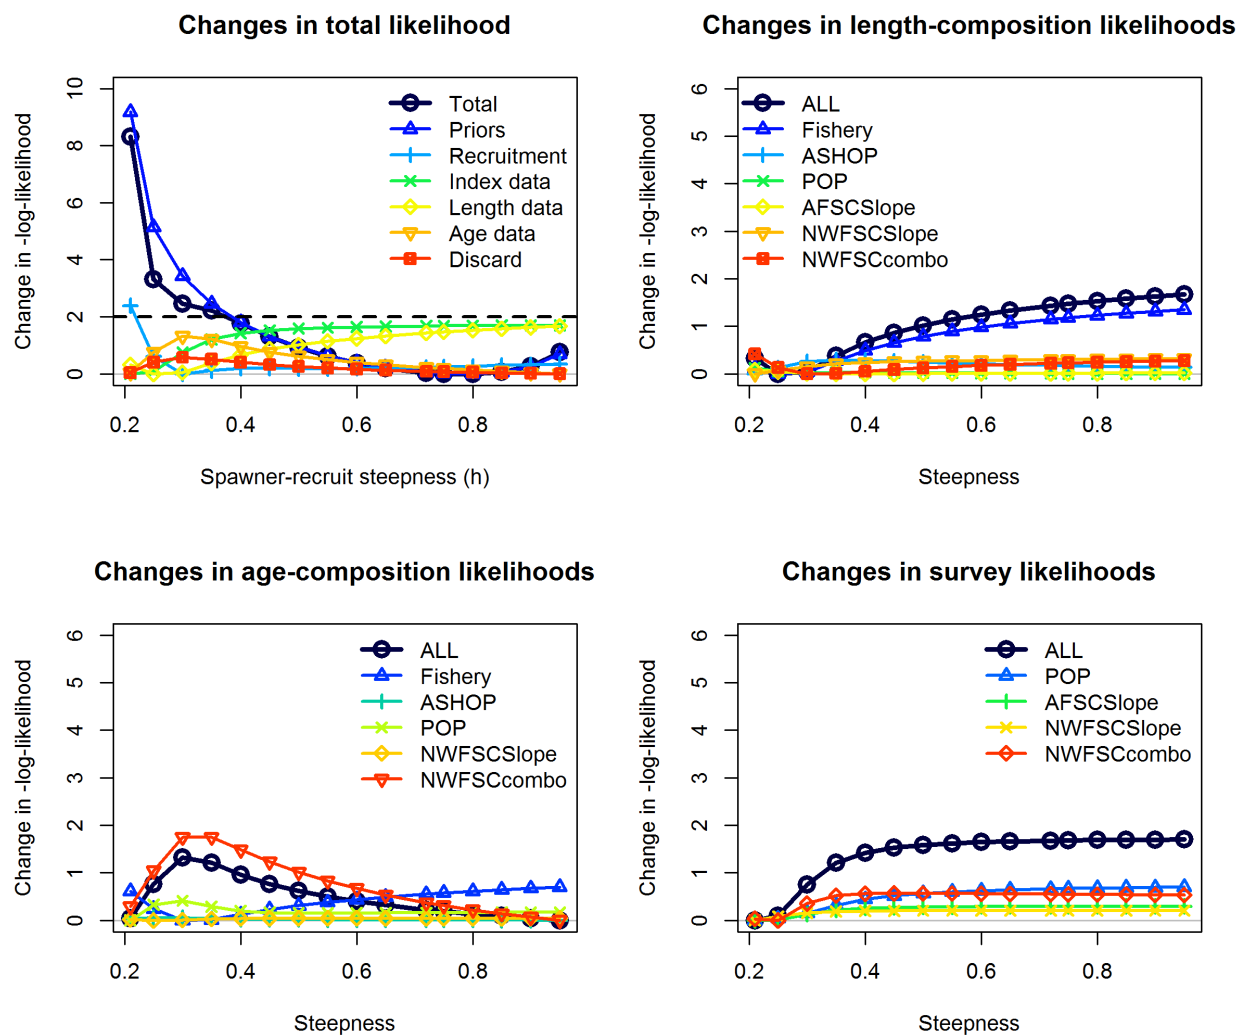 Changes in total likelihood
Change in -log-likelihood
10
8
6
4
2
0
Total
Priors
Recruitment
Index data
Length data
Age data
Discard
0.2 0.4 0.6 0.8
Spawner-recruit steepness (h)
Changes in length-composition likelihoods
Change in -log-likelihood
6
5
4
3
2
1
0
ALL
Fishery
ASHOP
POP
AFSCSlope
NWFSCSlope
NWFSCcombo
0.2 0.4 0.6 0.8
Steepness
Changes in age-composition likelihoods
Change in -log-likelihood
6
5
4
3
2
1
0
ALL
Fishery
ASHOP
POP
NWFSCSlope
NWFSCcombo
0.2 0.4 0.6 0.8
Steepness
Changes in survey likelihoods
Change in -log-likelihood
6
5
4
3
2
1
0
ALL
POP
AFSCSlope
NWFSCSlope
NWFSCcombo
0.2 0.4 0.6 0.8
Steepness